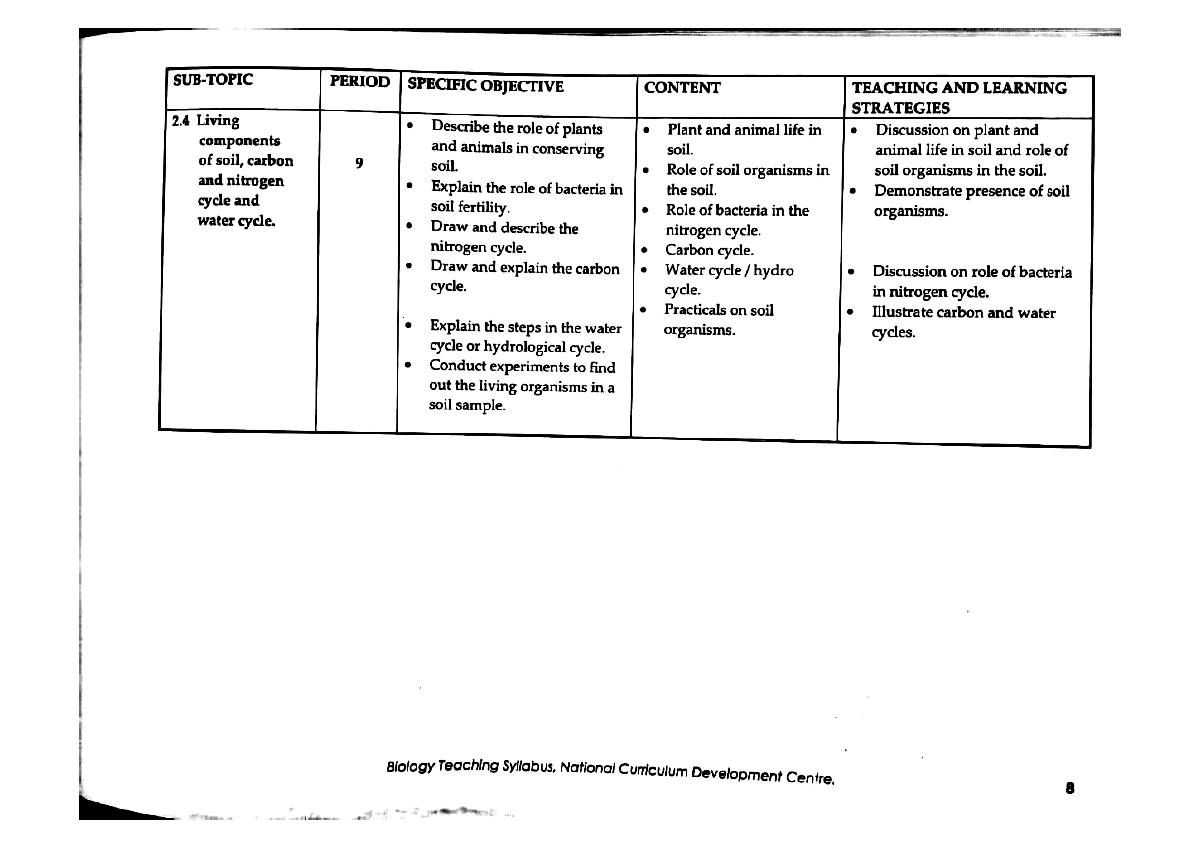 SUB-TOPIC
PERIOD
SPECIFIC OBJECTIVE
CONTENT
TEACHING AND LEARNING
STRATEGIES
2.4 Living
components
of soil, carbon
and nitrogen
cycle and
water cycle.
9
• Describe the role of plants
and animals in conserving
soil.
• Explain the role of bacteria in
soil fertility.
• Draw and describe the
nitrogen cycle.
• Draw and explain the carbon
cycle.
• Explain the steps in the water
cycle or hydrological cycle.
• Conduct experiments to find
out the living organisms in a
soil sample.
• Plant and animal life in
soil.
• Role of soil organisms in
the soil.
• Role of bacteria in the
nitrogen cycle.
• Carbon cycle.
• Water cycle / hydro
cycle.
• Practicals on soil
organisms.
• Discussion on plant and
animal life in soil and role of
soil organisms in the soil.
• Demonstrate presence of soil
organisms.
• Discussion on role of bacteria
in nitrogen cycle.
• Illustrate carbon and water
cycles.
Biology Teaching Syllabus, National Curriculum Development Centre.
8